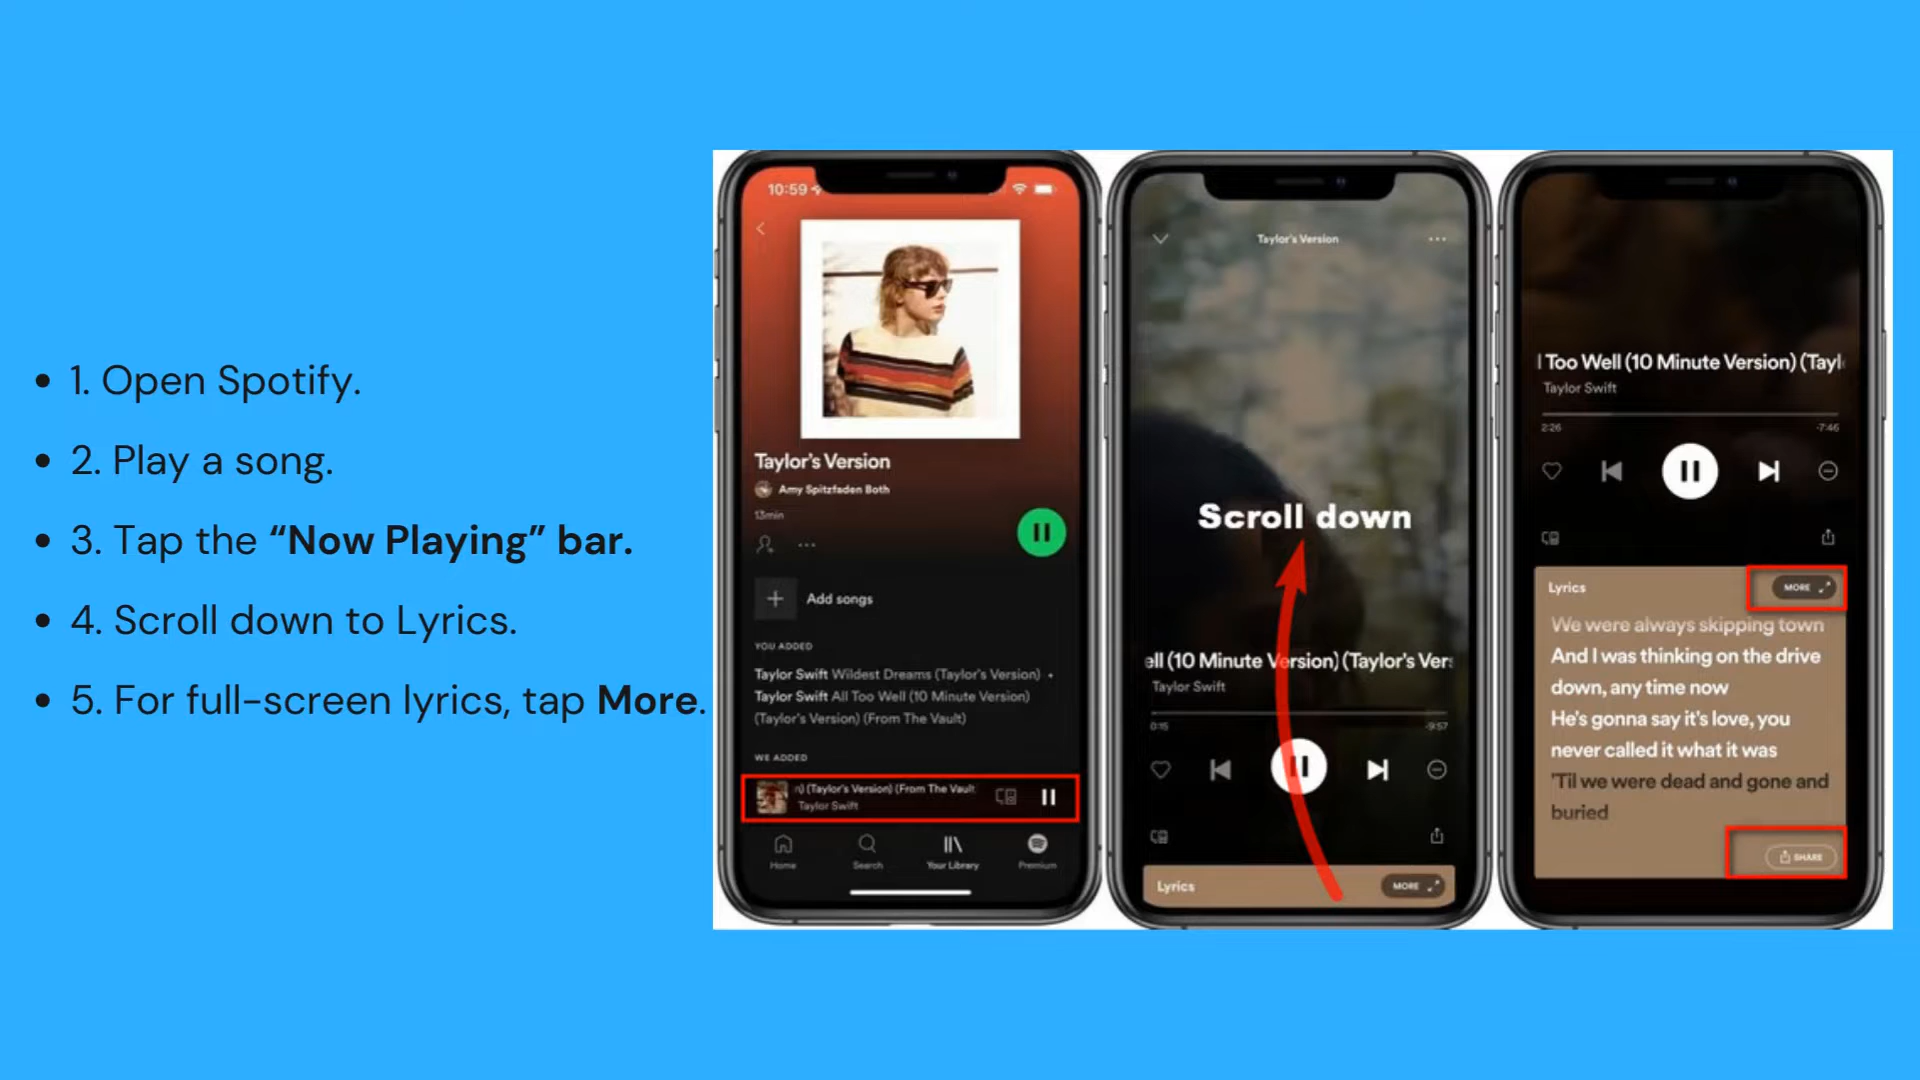 • 1. Open Spotify.
• 2. Play a song.
• 3. Tap the “Now Playing” bar.
• 4. Scroll down to Lyrics.
• 5. For full-screen lyrics, tap More.
10:59
Taylor's Version
Amy Spitzfaden Both
13min
Add songs
YOU ADDED
Taylor Swift Wildest Dreams (Taylor's Version) •
Taylor Swift All Too Well (10 Minute Version)
(Taylor's Version) (From The Vault)
WE ADDED
n) (Taylor's Version) (From The Vault
Taylor Swift
Home Search Your Library Premium
Taylor's Version
Scroll down
ell (10 Minute Version) (Taylor's Vers
Taylor Swift
0:15 -9:57
Lyrics MORE
l Too Well (10 Minute Version) (Tayl
Taylor Swift
2:26 -7:46
Lyrics MORE
We were always skipping town
And I was thinking on the drive
down, any time now
He's gonna say it's love, you
never called it what it was
'Til we were dead and gone and
buried
SHARE